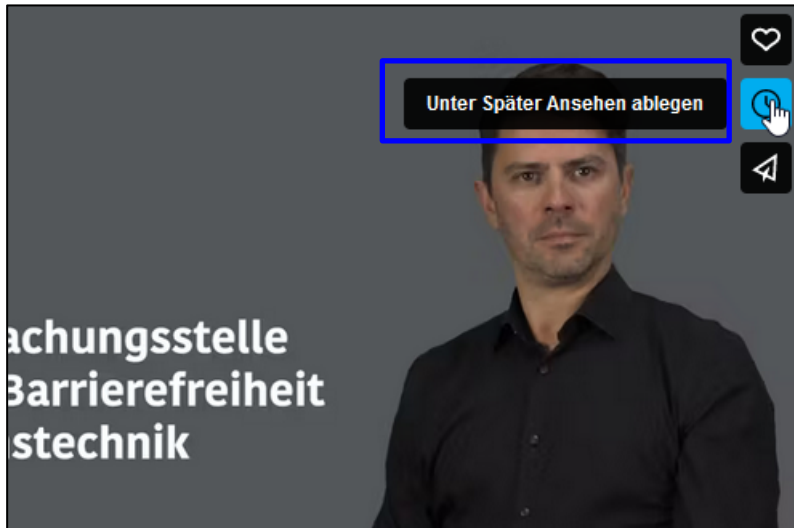 Unter Später Ansehen ablegen
achungsstelle
Barrierefreiheit
stechnik